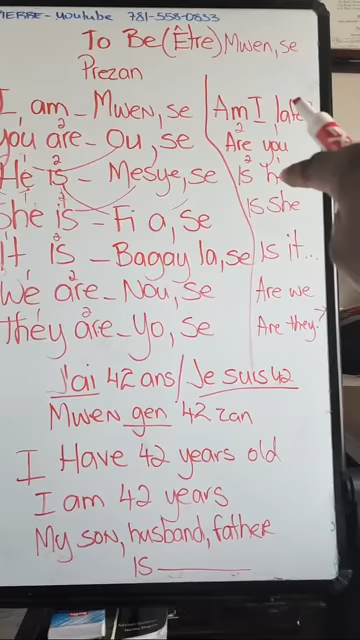 PIERRE-youtube 781-558-0853
To Be (Être) Mwen, se
Prezan
I, am - Mwen, se
you are - Ou, se
He is - Mesye, se
She is - Fi a, se
It is - Bagay la, se
We are - Nou, se
they are - Yo, se
Am I late
Are you
Is h
Is She
Is it...
Are we
Are they?
J'ai 42 ans / Je suis 42
Mwen gen 42 zan
I Have 42 years old
I am 42 years
My son, husband, father
is